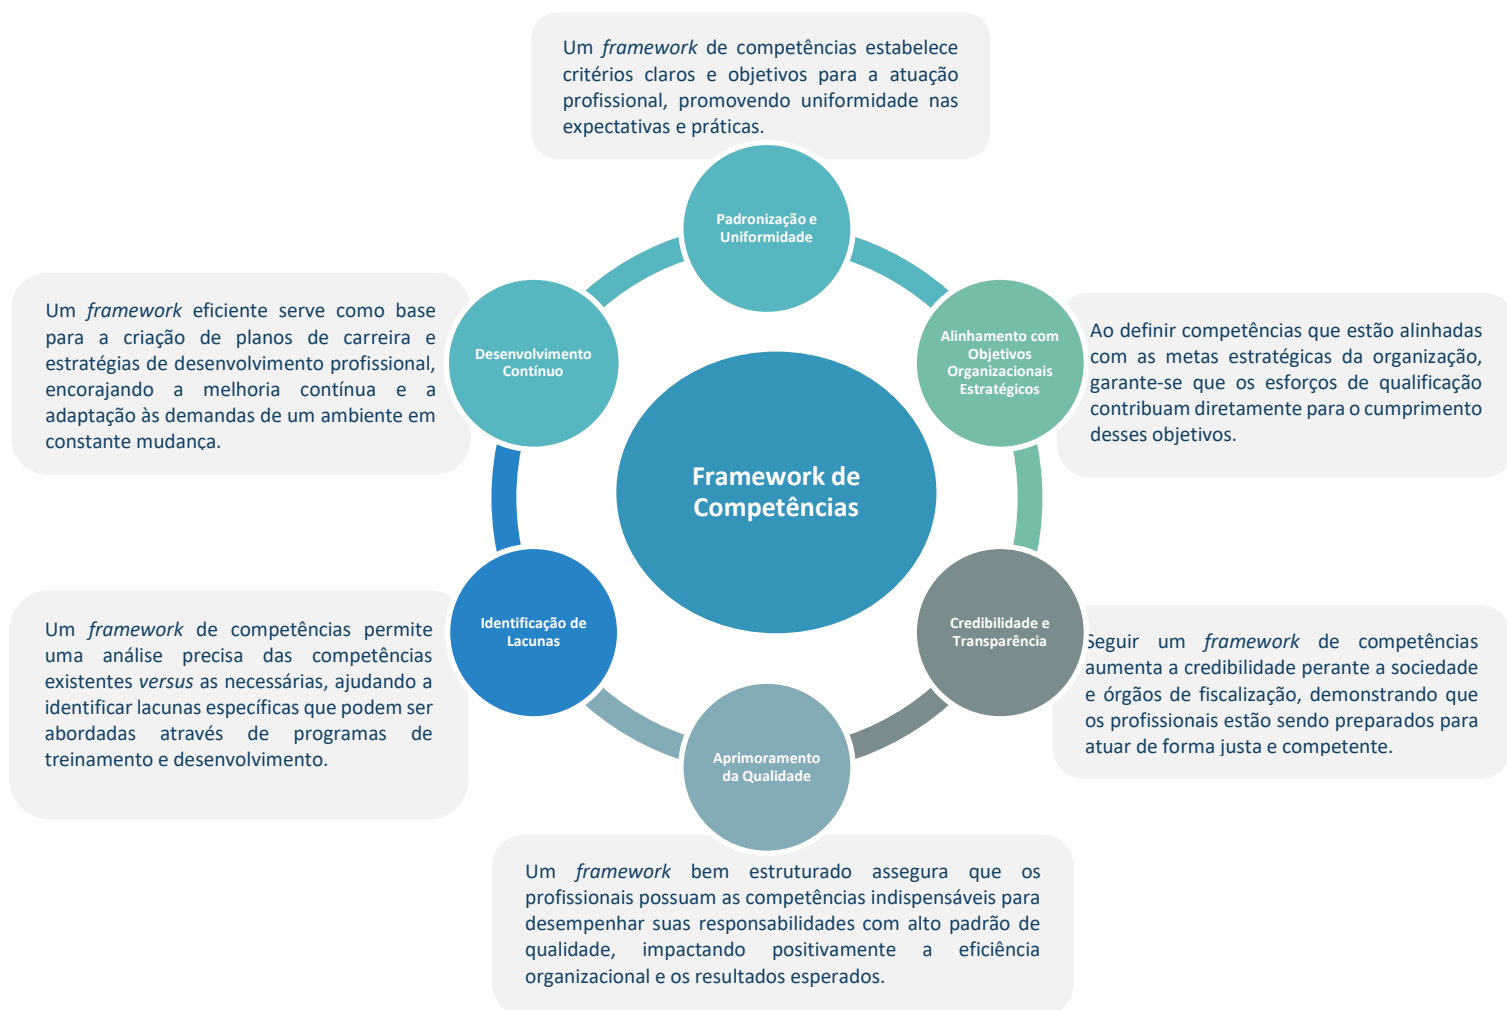 Um framework de competências estabelece
critérios claros e objetivos para a atuação
profissional, promovendo uniformidade nas
expectativas e práticas.
Padronização e
Uniformidade
Um framework eficiente serve como base
para a criação de planos de carreira e
estratégias de desenvolvimento profissional,
encorajando a melhoria contínua e a
adaptação às demandas de um ambiente em
constante mudança.
Desenvolvimento
Contínuo
Alinhamento com
Objetivos
Organizacionais
Estratégicos
Ao definir competências que estão alinhadas
com as metas estratégicas da organização,
garante-se que os esforços de qualificação
contribuam diretamente para o cumprimento
desses objetivos.
Framework de
Competências
Um framework de competências permite
uma análise precisa das competências
existentes versus as necessárias, ajudando a
identificar lacunas específicas que podem ser
abordadas através de programas de
treinamento e desenvolvimento.
Identificação de
Lacunas
Credibilidade e
Transparência
Seguir um framework de competências
aumenta a credibilidade perante a sociedade
e órgãos de fiscalização, demonstrando que
os profissionais estão sendo preparados para
atuar de forma justa e competente.
Aprimoramento
da Qualidade
Um framework bem estruturado assegura que os
profissionais possuam as competências indispensáveis para
desempenhar suas responsabilidades com alto padrão de
qualidade, impactando positivamente a eficiência
organizacional e os resultados esperados.